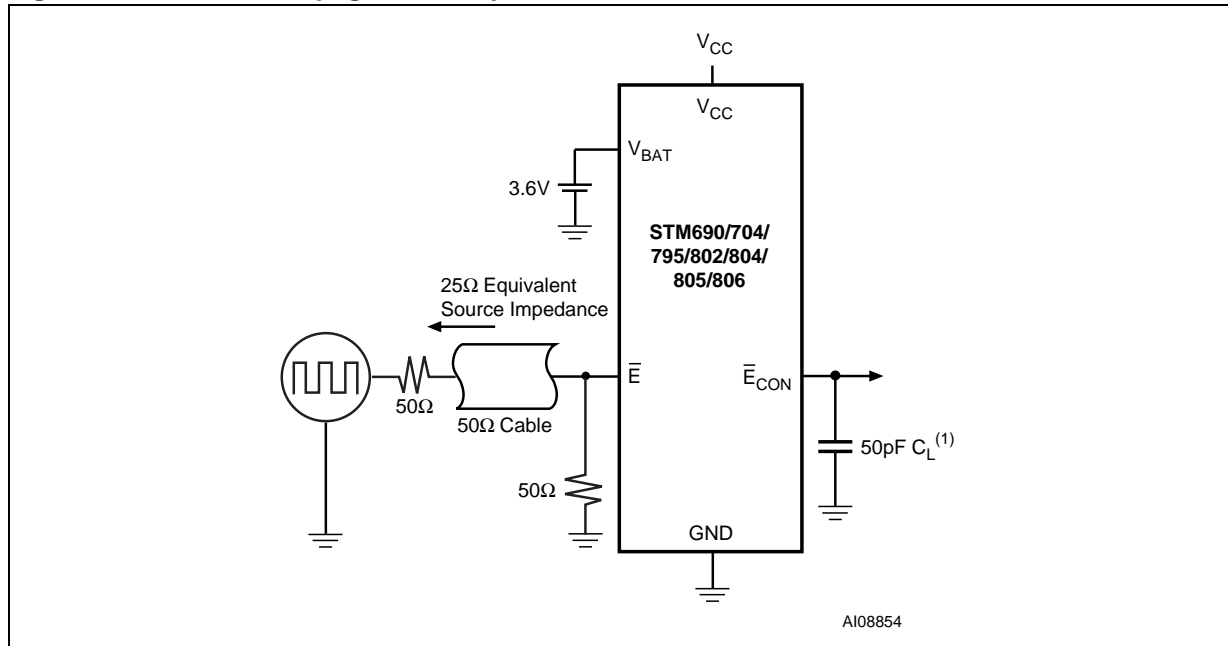 V_CC
V_CC
V_BAT
3.6V
STM690/704/
795/802/804/
805/806
25Ω Equivalent
Source Impedance
E̅
E̅_CON
50Ω
50Ω Cable
50pF C_L^(1)
50Ω
GND
AI08854